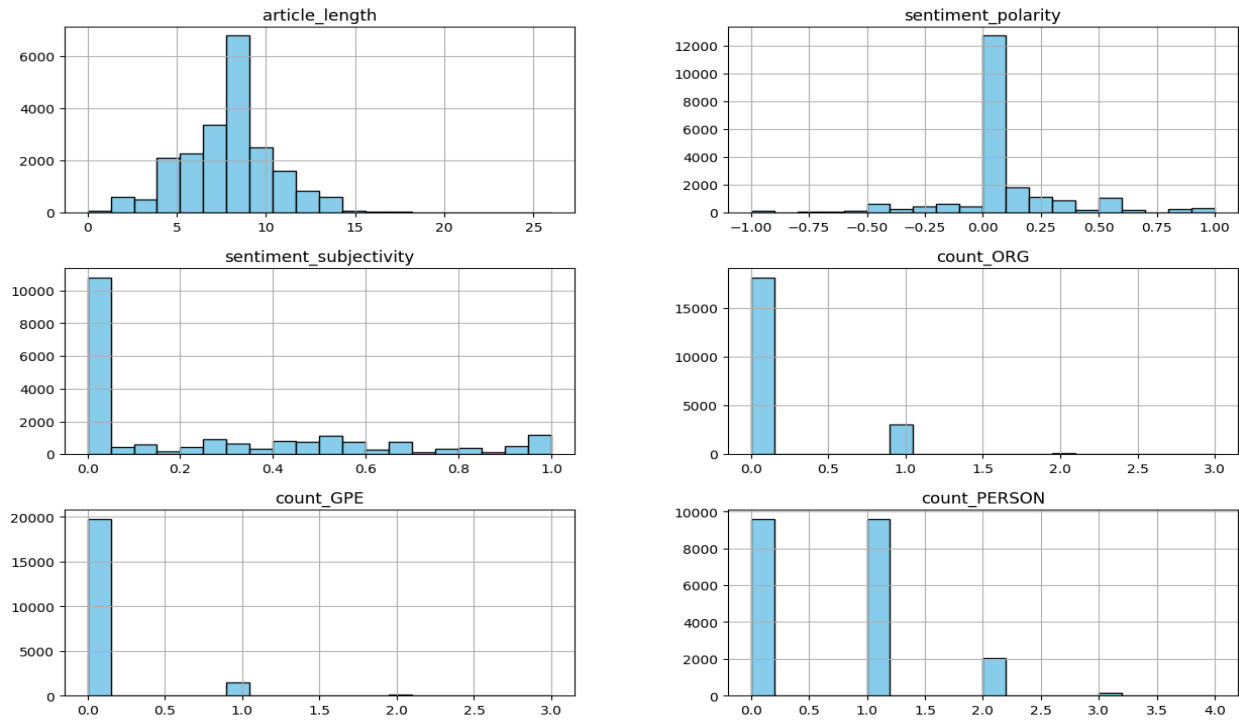 article_length
6000
4000
2000
0
0 5 10 15 20 25
sentiment_polarity
12000
10000
8000
6000
4000
2000
0
−1.00 −0.75 −0.50 −0.25 0.00 0.25 0.50 0.75 1.00
sentiment_subjectivity
10000
8000
6000
4000
2000
0
0.0 0.2 0.4 0.6 0.8 1.0
count_ORG
15000
10000
5000
0
0.0 0.5 1.0 1.5 2.0 2.5 3.0
count_GPE
20000
15000
10000
5000
0
0.0 0.5 1.0 1.5 2.0 2.5 3.0
count_PERSON
10000
8000
6000
4000
2000
0
0.0 0.5 1.0 1.5 2.0 2.5 3.0 3.5 4.0